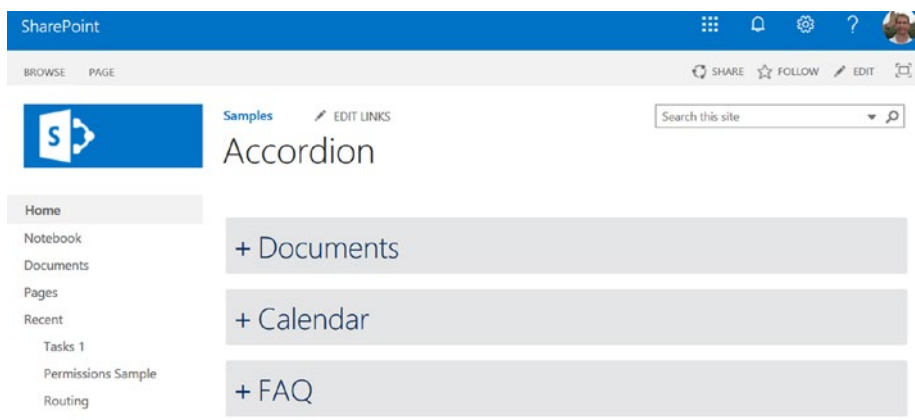 SharePoint
?
BROWSE PAGE
SHARE FOLLOW EDIT
S
Samples EDIT LINKS
Search this site
Accordion
Home
Notebook
Documents
Pages
Recent
Tasks 1
Permissions Sample
Routing
+ Documents
+ Calendar
+ FAQ